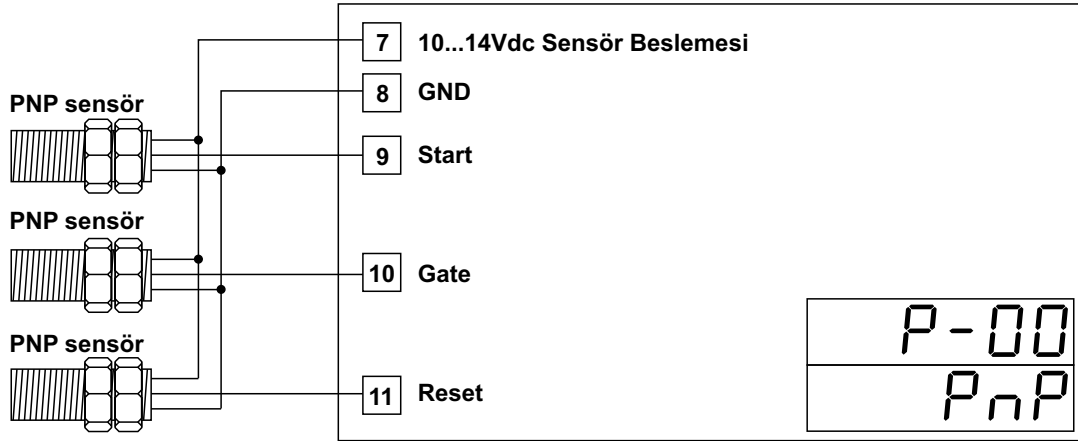 7 10...14Vdc Sensör Beslemesi
8 GND
PNP sensör
9 Start
PNP sensör
10 Gate
PNP sensör
11 Reset
P-00
PnP